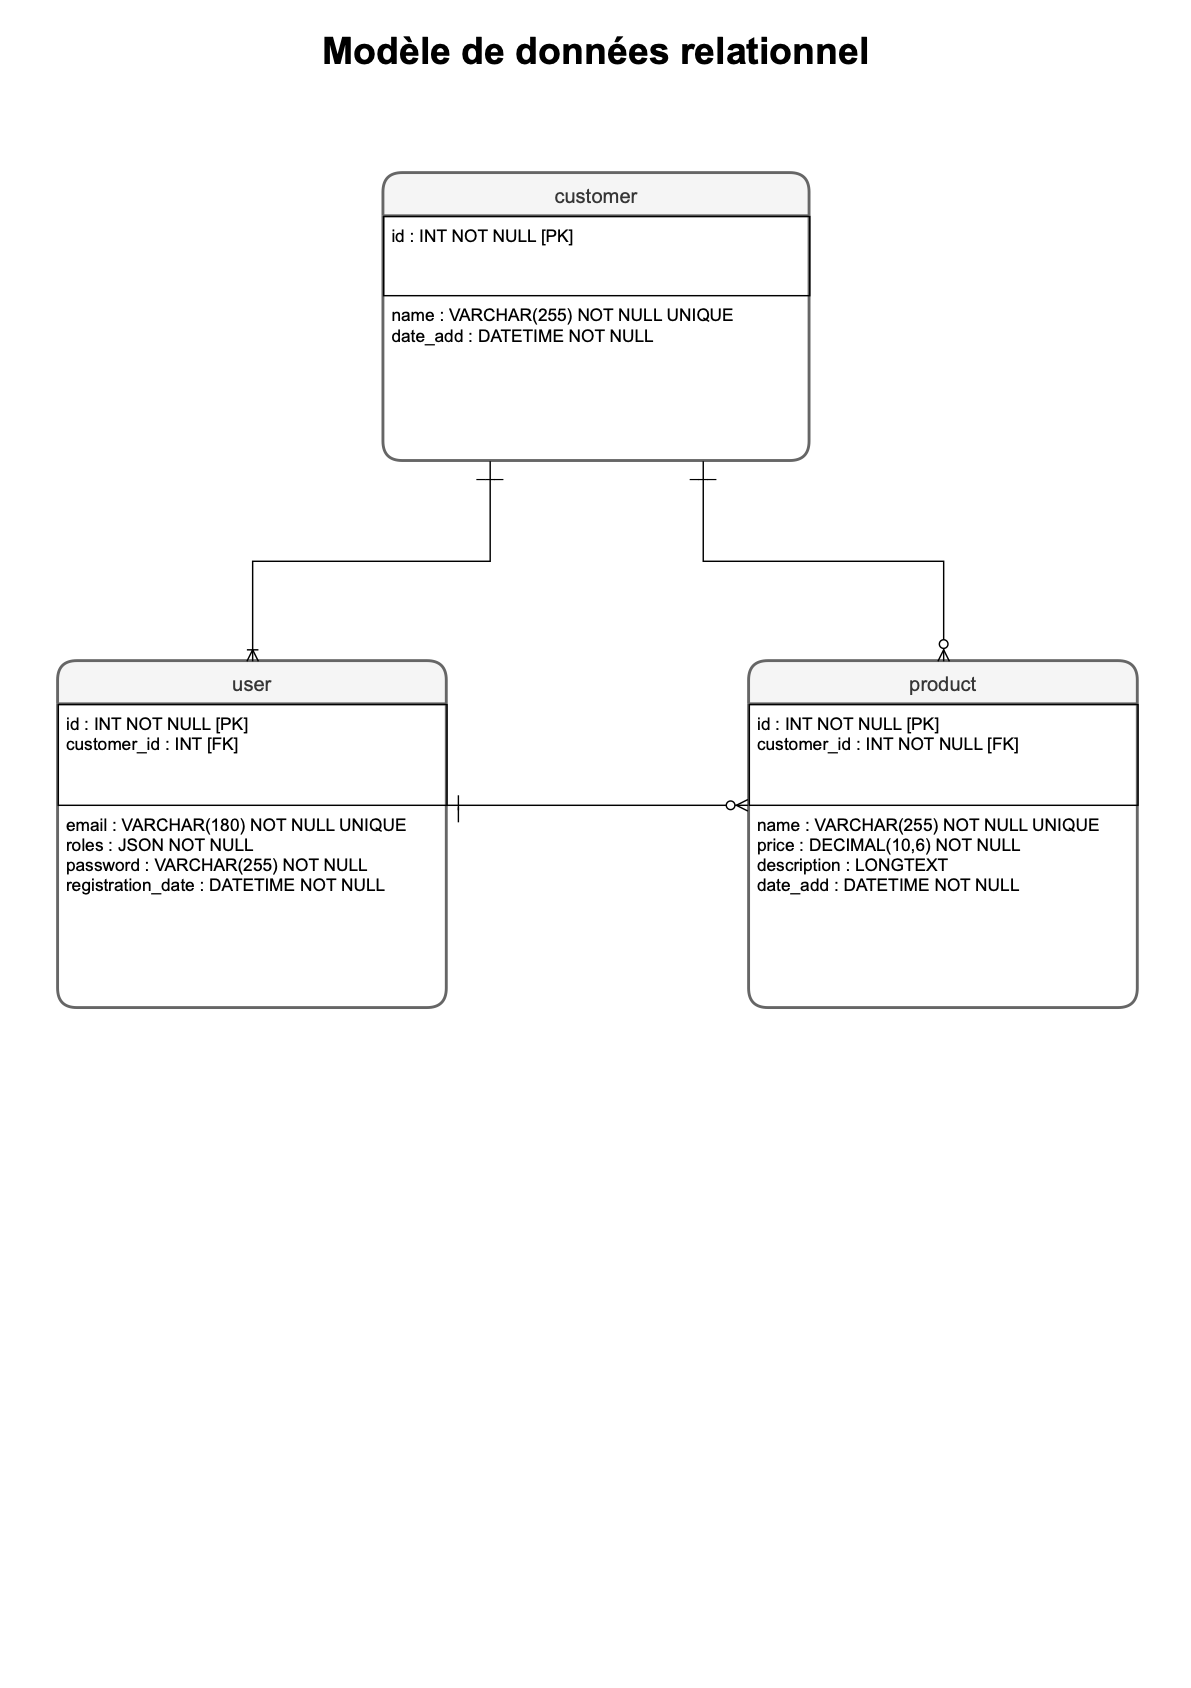 Modèle de données relationnel
customer
id : INT NOT NULL [PK]
name : VARCHAR(255) NOT NULL UNIQUE
date_add : DATETIME NOT NULL
user
id : INT NOT NULL [PK]
customer_id : INT [FK]
email : VARCHAR(180) NOT NULL UNIQUE
roles : JSON NOT NULL
password : VARCHAR(255) NOT NULL
registration_date : DATETIME NOT NULL
product
id : INT NOT NULL [PK]
customer_id : INT NOT NULL [FK]
name : VARCHAR(255) NOT NULL UNIQUE
price : DECIMAL(10,6) NOT NULL
description : LONGTEXT
date_add : DATETIME NOT NULL